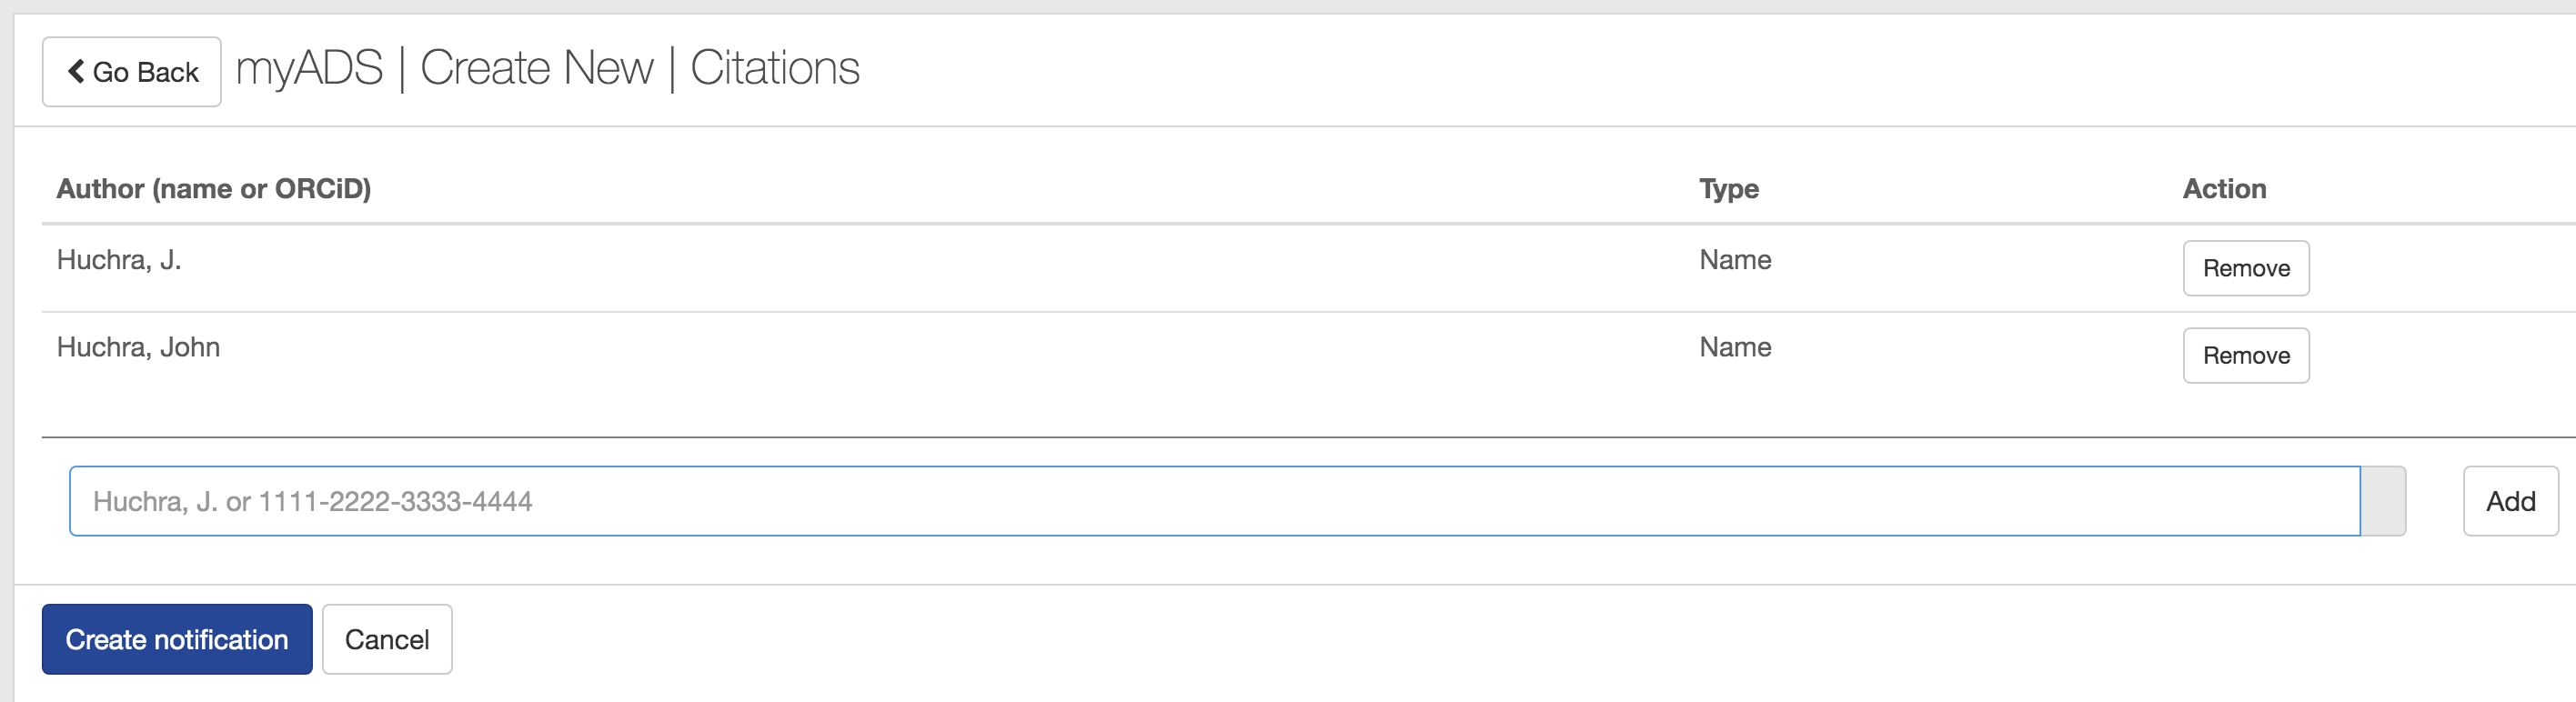 Go Back myADS | Create New | Citations
Author (name or ORCiD) Type Action
Huchra, J. Name Remove
Huchra, John Name Remove
Huchra, J. or 1111-2222-3333-4444 Add
Create notification Cancel